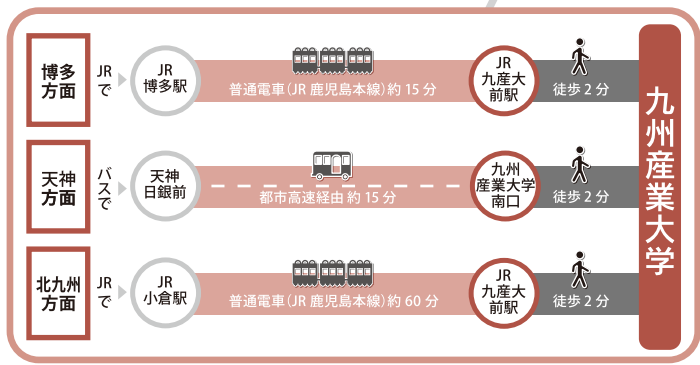 博多
方面
JR
で
JR
博多駅
普通電車（JR 鹿児島本線）約 15 分
JR
九産大
前駅
徒歩 2 分
天神
方面
バスで
天神
日銀前
都市高速経由 約 15 分
九州
産業大学
南口
徒歩 2 分
北九州
方面
JR
で
JR
小倉駅
普通電車（JR 鹿児島本線）約 60 分
JR
九産大
前駅
徒歩 2 分
九州産業大学